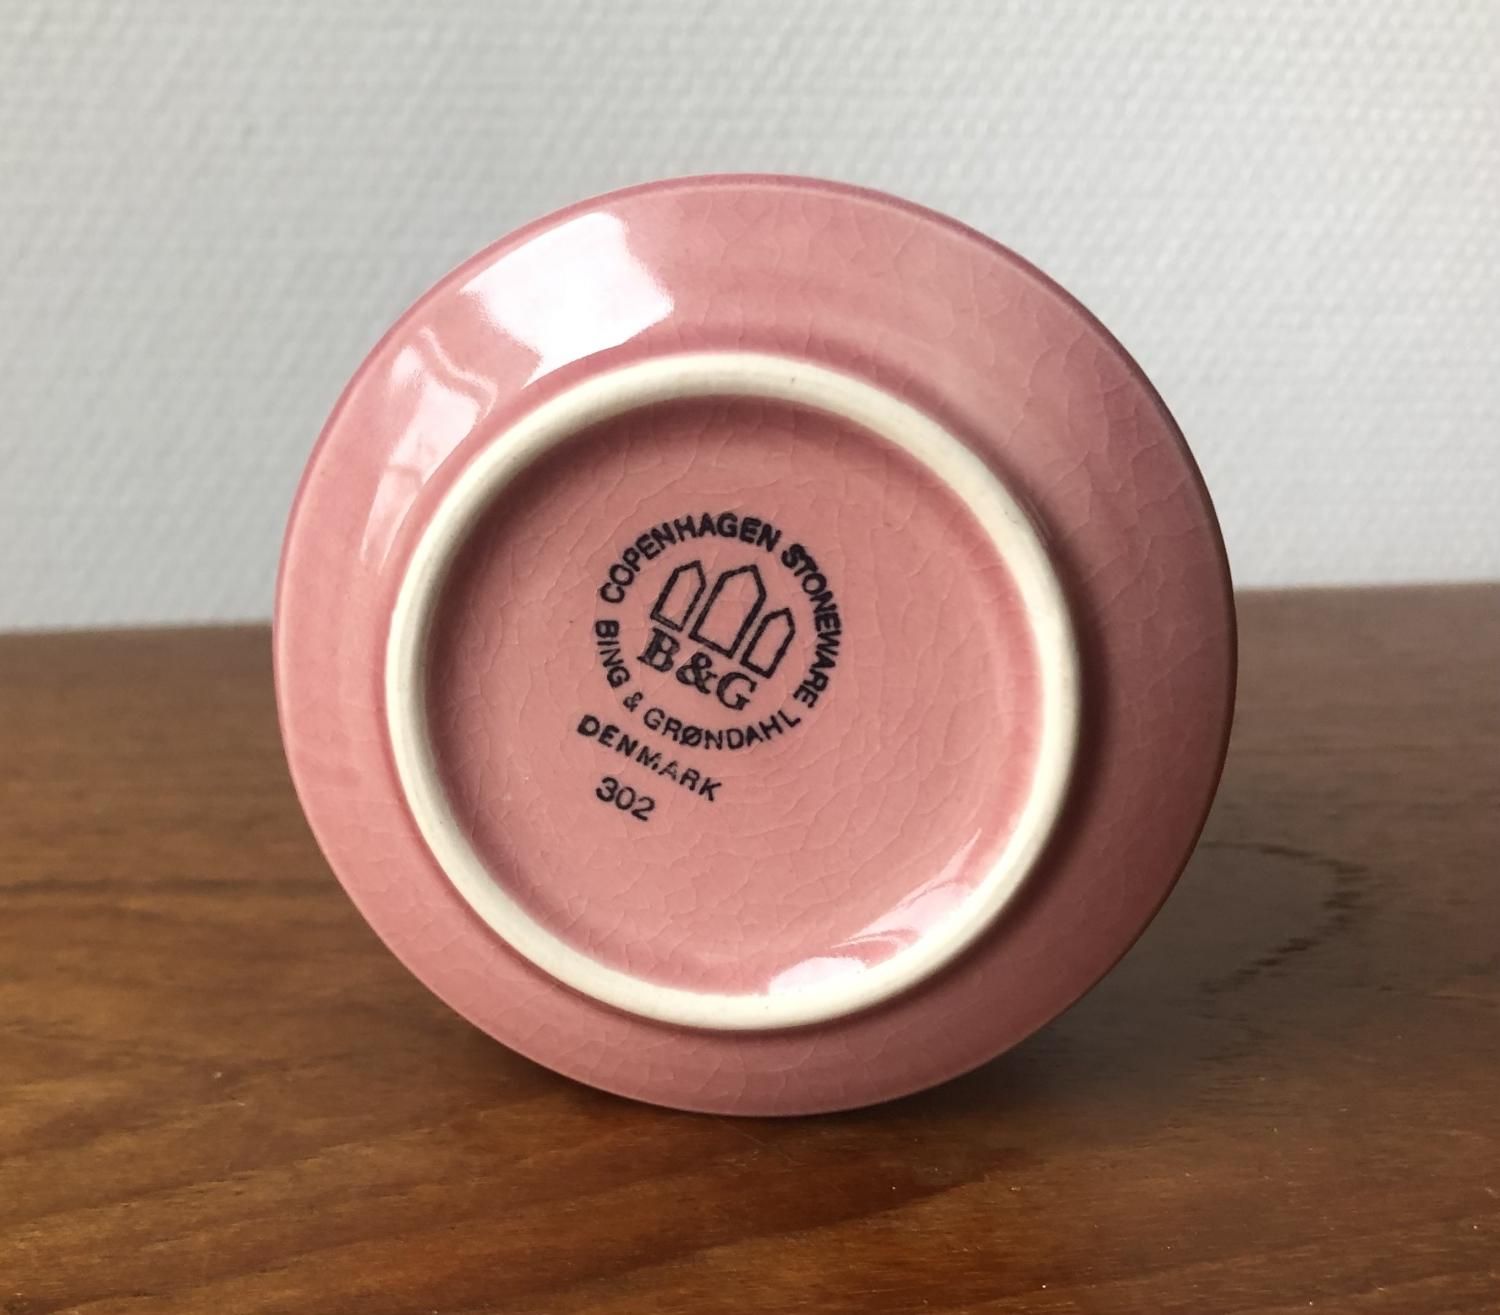 COPENHAGEN STONEWARE
B&G
BING & GRØNDAHL
DENMARK
302